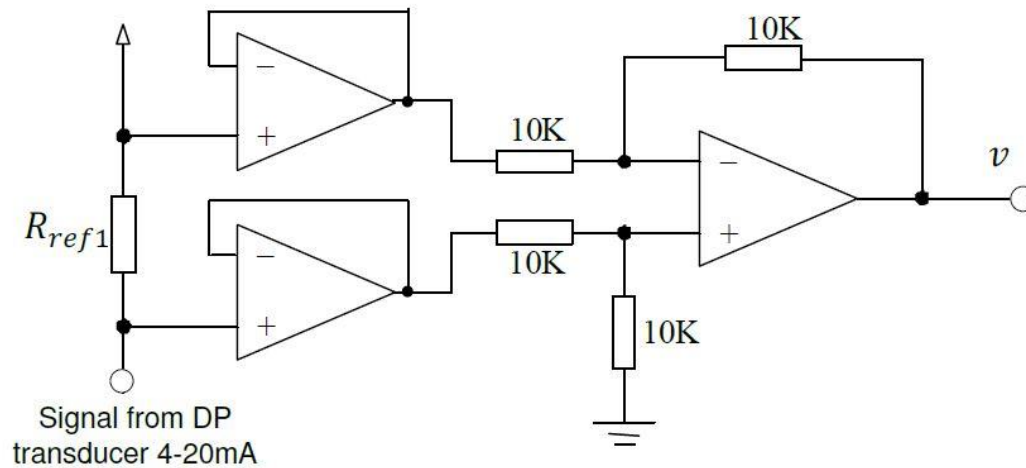 10K
−
+
10K
−
+
v
R_ref1
−
+
10K
10K
Signal from DP
transducer 4-20mA